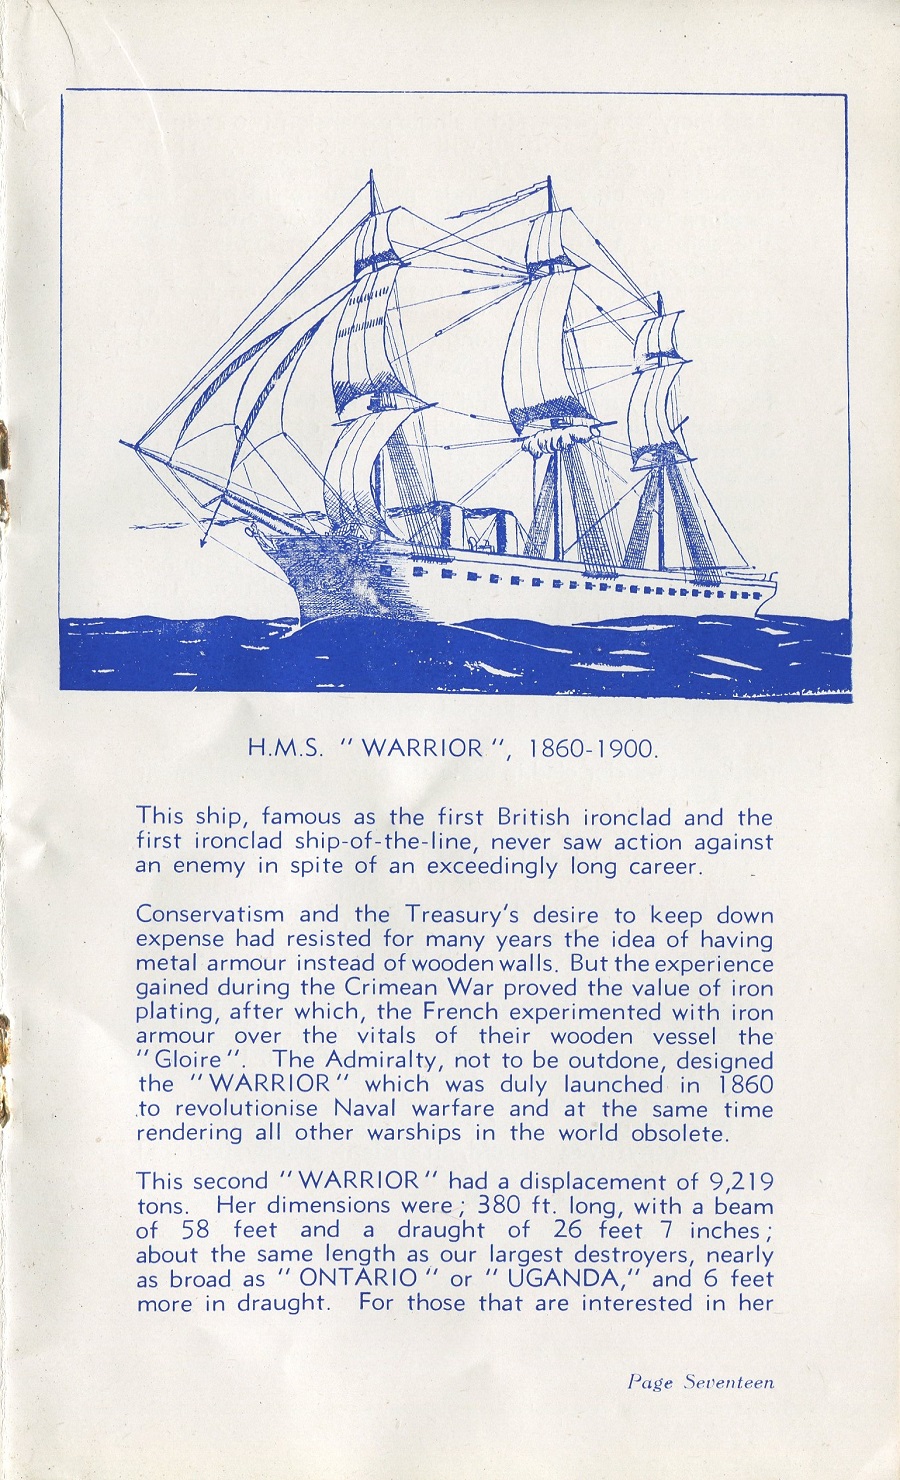 H.M.S. "WARRIOR", 1860-1900.
This ship, famous as the first British ironclad and the
first ironclad ship-of-the-line, never saw action against
an enemy in spite of an exceedingly long career.
Conservatism and the Treasury's desire to keep down
expense had resisted for many years the idea of having
metal armour instead of wooden walls. But the experience
gained during the Crimean War proved the value of iron
plating, after which, the French experimented with iron
armour over the vitals of their wooden vessel the
"Gloire". The Admiralty, not to be outdone, designed
the "WARRIOR" which was duly launched in 1860
to revolutionise Naval warfare and at the same time
rendering all other warships in the world obsolete.
This second "WARRIOR" had a displacement of 9,219
tons. Her dimensions were; 380 ft. long, with a beam
of 58 feet and a draught of 26 feet 7 inches;
about the same length as our largest destroyers, nearly
as broad as "ONTARIO" or "UGANDA," and 6 feet
more in draught. For those that are interested in her
Page Seventeen